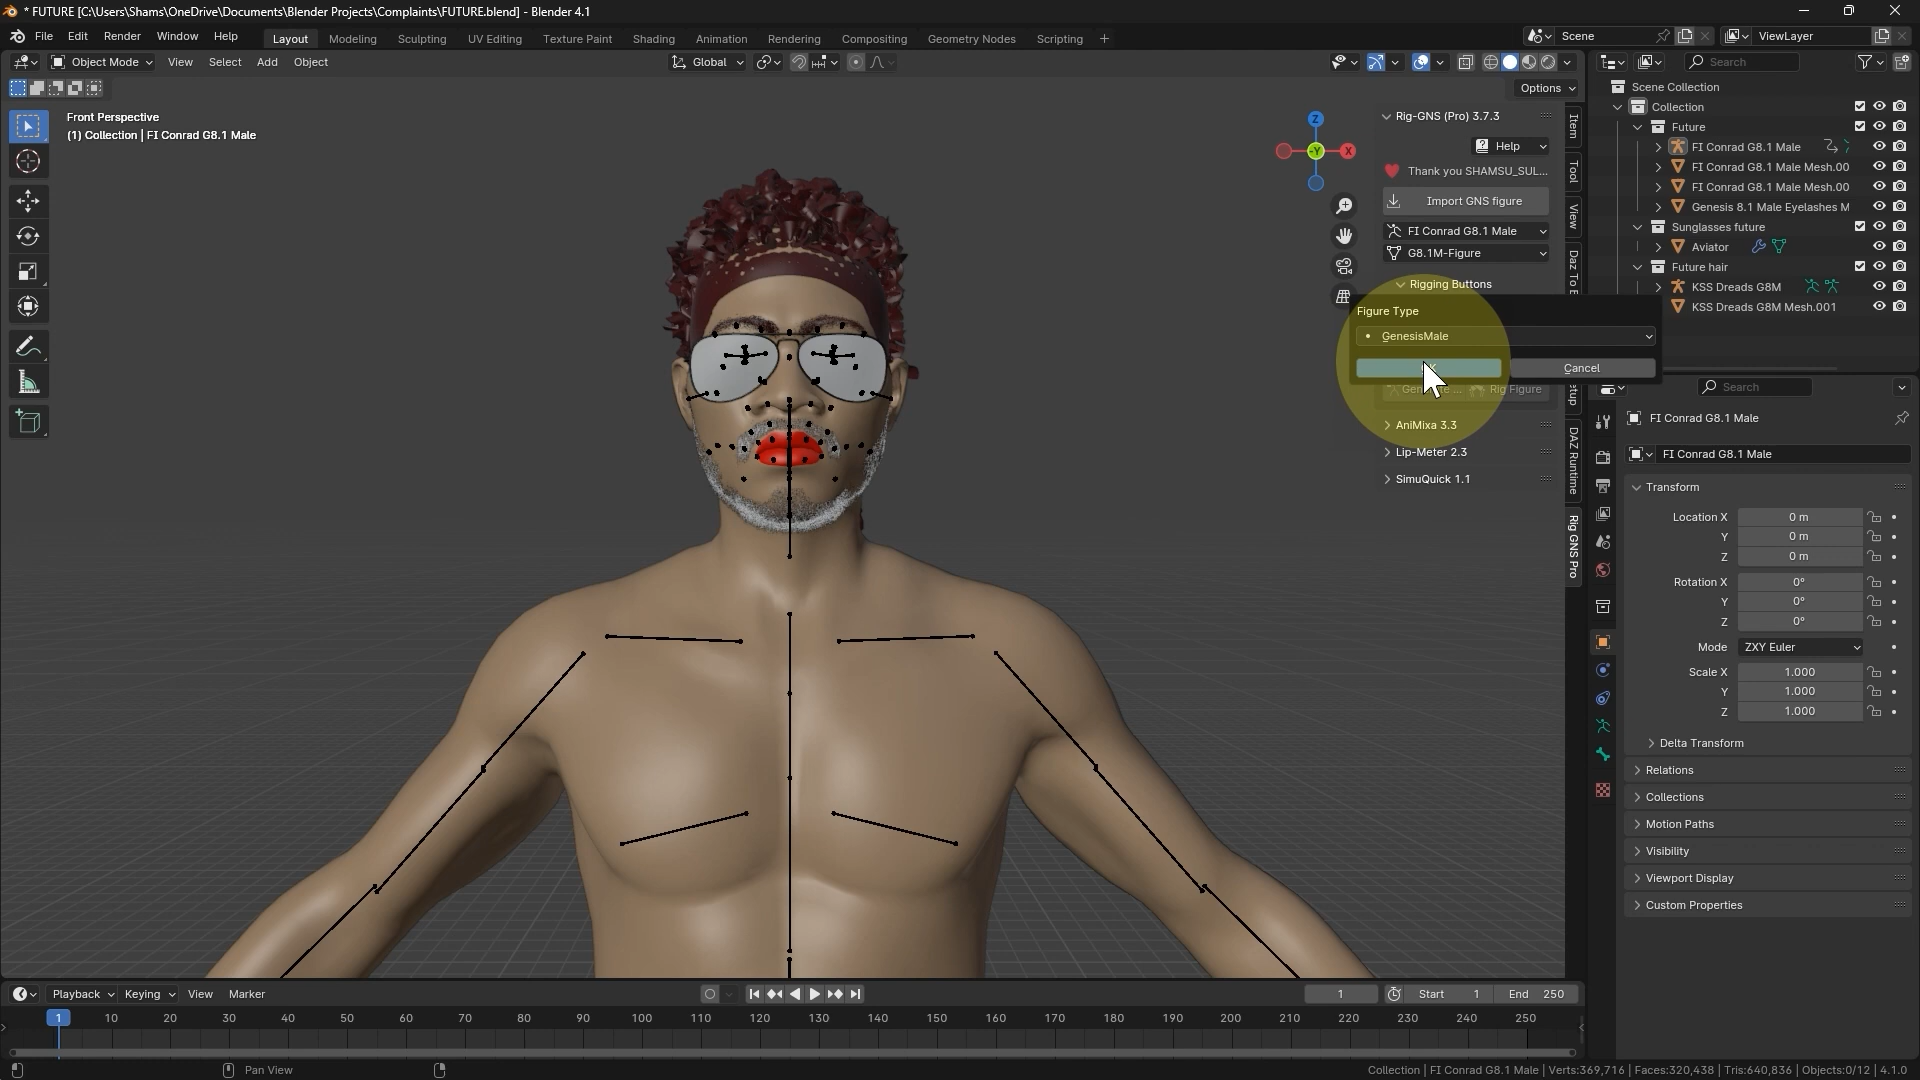 * FUTURE [C:\Users\Shams\OneDrive\Documents\Blender Projects\Complaints\FUTURE.blend] - Blender 4.1
File Edit Render Window Help
Layout Modeling Sculpting UV Editing Texture Paint Shading Animation Rendering Compositing Geometry Nodes Scripting +
Scene
ViewLayer
Object Mode View Select Add Object
Global
Search
Options
Front Perspective
(1) Collection | FI Conrad G8.1 Male
Z
-Y
X
Rig-GNS (Pro) 3.7.3
Help
Thank you SHAMSU_SUL...
Import GNS figure
FI Conrad G8.1 Male
G8.1M-Figure
Rigging Buttons
Figure Type
GenesisMale
Cancel
Rig Figure
AniMixa 3.3
Lip-Meter 2.3
SimuQuick 1.1
Item
Tool
View
Daz To B
DAZ Runtime
Rig GNS Pro
Scene Collection
Collection
Future
FI Conrad G8.1 Male
FI Conrad G8.1 Male Mesh.00
FI Conrad G8.1 Male Mesh.00
Genesis 8.1 Male Eyelashes M
Sunglasses future
Aviator
Future hair
KSS Dreads G8M
KSS Dreads G8M Mesh.001
Search
FI Conrad G8.1 Male
FI Conrad G8.1 Male
Transform
Location X 0 m
Y 0 m
Z 0 m
Rotation X 0°
Y 0°
Z 0°
Mode ZXY Euler
Scale X 1.000
Y 1.000
Z 1.000
Delta Transform
Relations
Collections
Motion Paths
Visibility
Viewport Display
Custom Properties
Playback Keying View Marker
1 Start 1 End 250
1 10 20 30 40 50 60 70 80 90 100 110 120 130 140 150 160 170 180 190 200 210 220 230 240 250
Pan View
Collection | FI Conrad G8.1 Male | Verts:369,716 | Faces:320,438 | Tris:640,836 | Objects:0/12 | 4.1.0